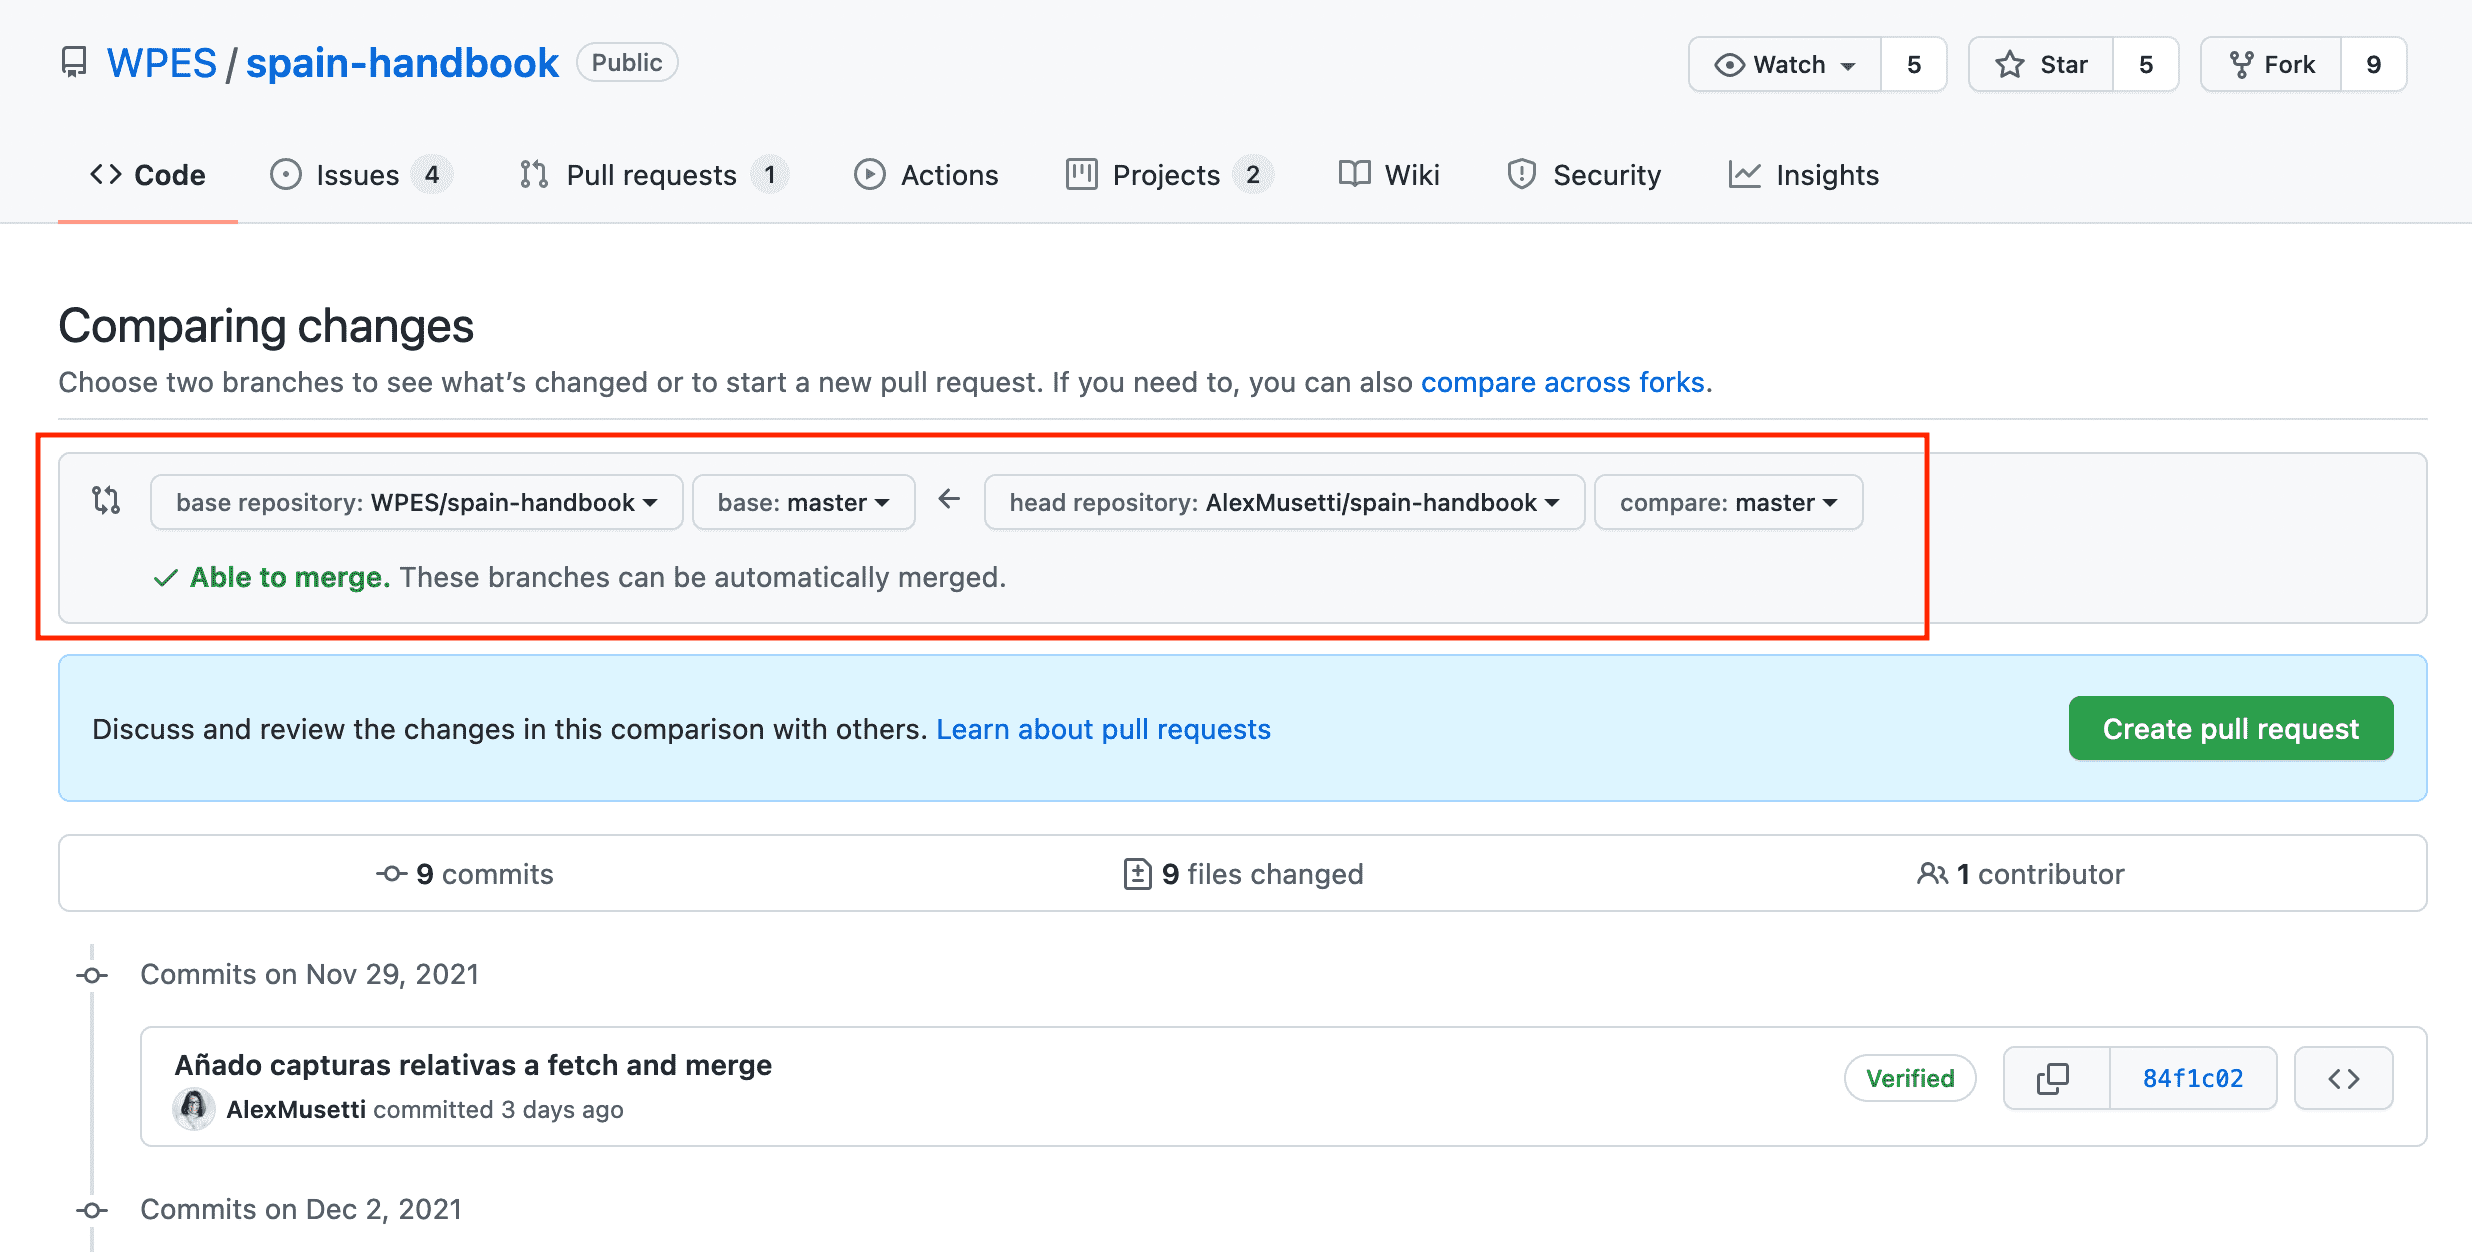 WPES / spain-handbook Public Watch 5 Star 5 Fork 9
Code Issues 4 Pull requests 1 Actions Projects 2 Wiki Security Insights
Comparing changes
Choose two branches to see what’s changed or to start a new pull request. If you need to, you can also compare across forks.
base repository: WPES/spain-handbook base: master ← head repository: AlexMusetti/spain-handbook compare: master
Able to merge. These branches can be automatically merged.
Discuss and review the changes in this comparison with others. Learn about pull requests Create pull request
9 commits 9 files changed 1 contributor
Commits on Nov 29, 2021
Añado capturas relativas a fetch and merge
AlexMusetti committed 3 days ago Verified 84f1c02
Commits on Dec 2, 2021